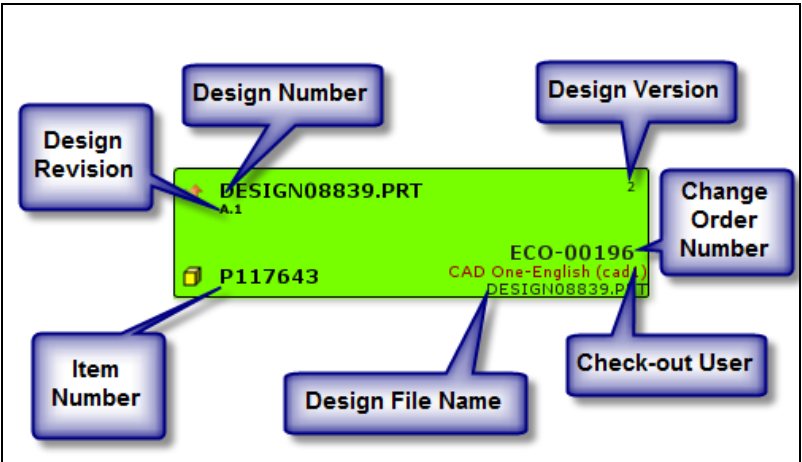 Design Number
Design Version
Design
Revision
DESIGN08839.PRT
2
A.1
Change
Order
Number
ECO-00196
CAD One-English (cad1)
P117643
DESIGN08839.PRT
Item
Number
Design File Name
Check-out User